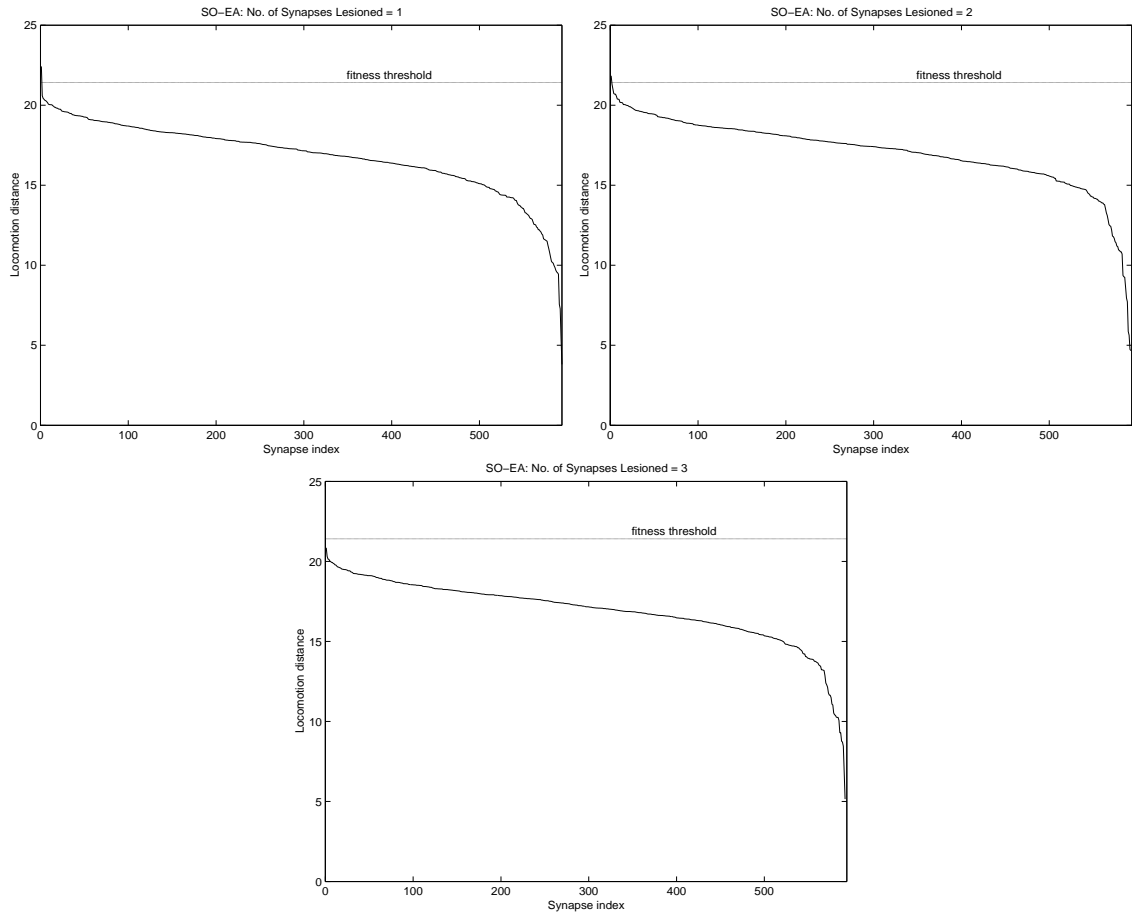 SO−EA: No. of Synapses Lesioned = 1
25
20
15
10
5
0
fitness threshold
Locomotion distance
0 100 200 300 400 500
Synapse index
SO−EA: No. of Synapses Lesioned = 2
25
20
15
10
5
0
fitness threshold
Locomotion distance
0 100 200 300 400 500
Synapse index
SO−EA: No. of Synapses Lesioned = 3
25
20
15
10
5
0
fitness threshold
Locomotion distance
0 100 200 300 400 500
Synapse index